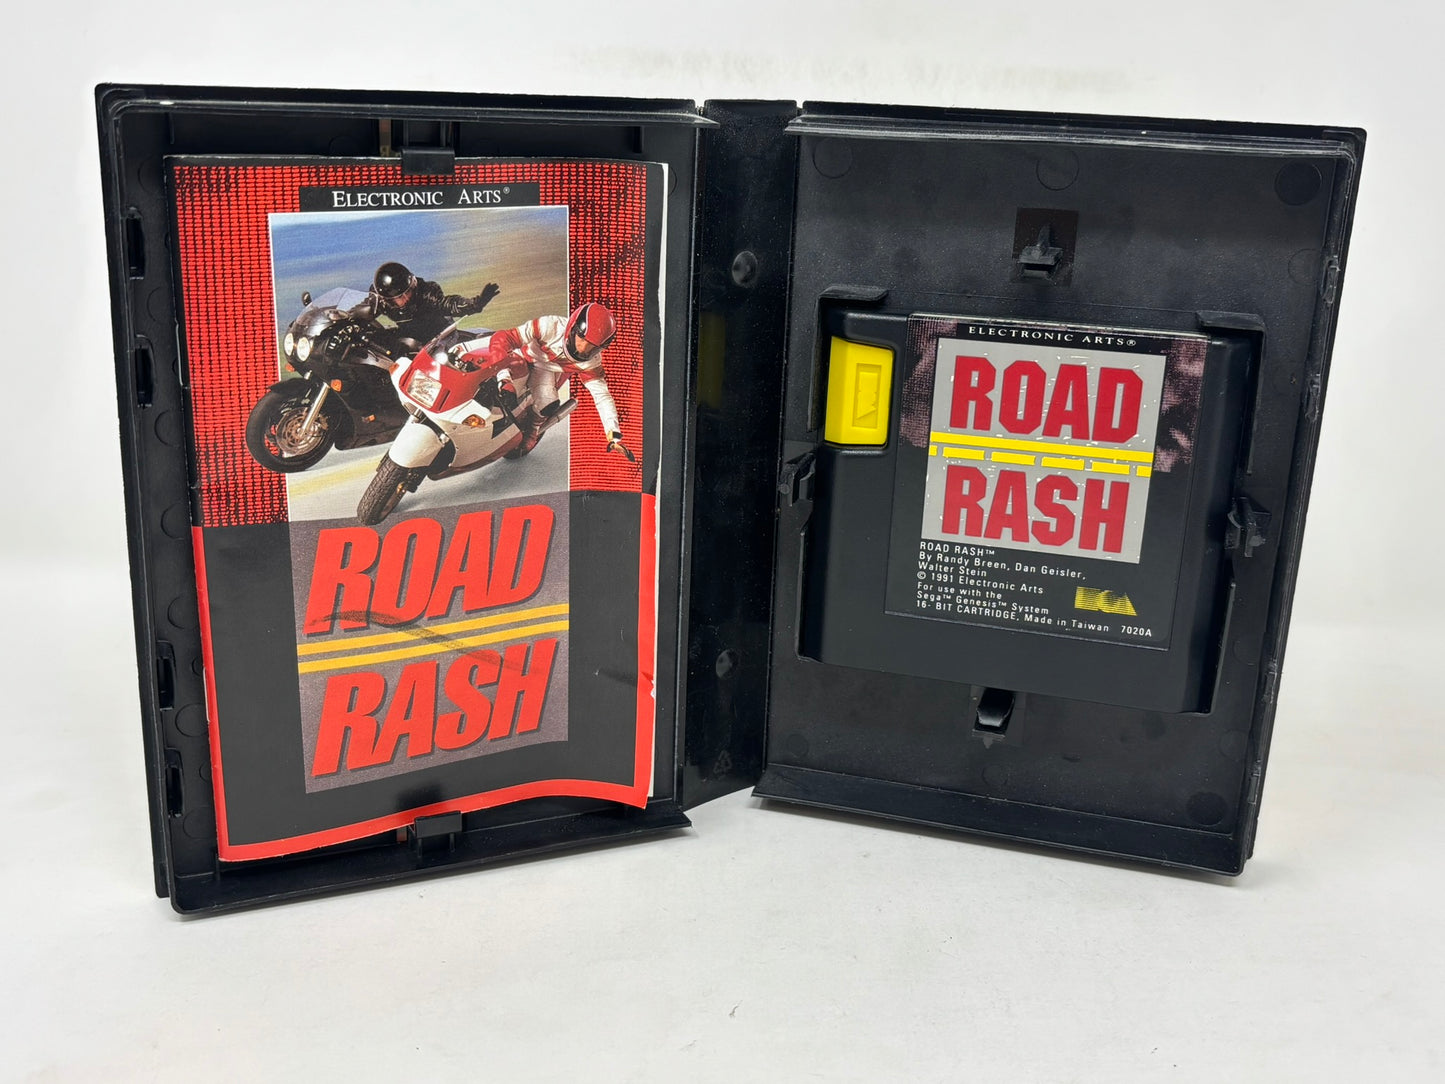 ELECTRONIC ARTS®
ROAD
RASH
ELECTRONIC ARTS®
ROAD
RASH
ROAD RASH™
By Randy Breen, Dan Geisler,
Walter Stein
© 1991 Electronic Arts
For use with the
Sega™ Genesis™ System
16- BIT CARTRIDGE, Made in Taiwan 7020A
EA